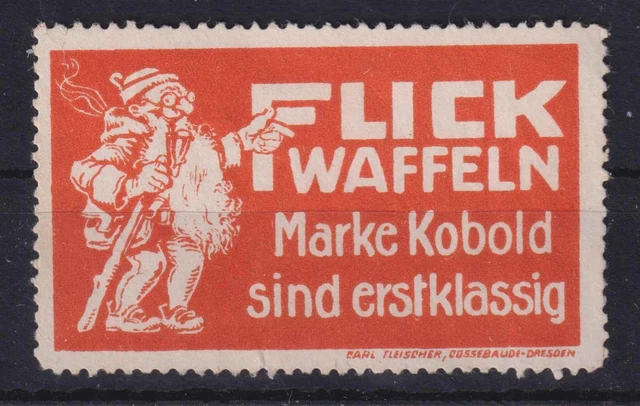 FLICK
WAFFELN
Marke Kobold
sind erstklassig
CARL FLEISCHER, COSSEBAUDE-DRESDEN